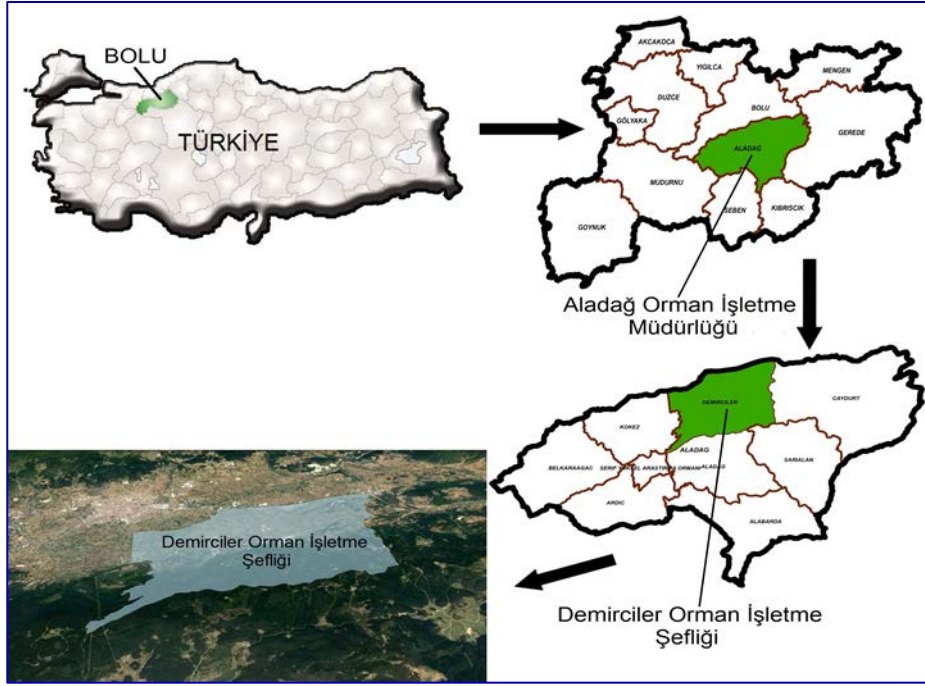 BOLU
TÜRKİYE
AKCAKOCA
YIGILCA
MENGEN
DUZCE
BOLU
GÖLYAKA
GEREDE
ALADAG
MUDURNU
SEBEN
KIBRISCIK
GOYNUK
Aladağ Orman İşletme
Müdürlüğü
DEMIRCILER
CAYDURT
KOKEZ
ALADAG
SARIALAN
BELKARAAGAC
ALADAG
ARDIC
ALABARDA
Demirciler Orman İşletme
Şefliği
Demirciler Orman İşletme
Şefliği